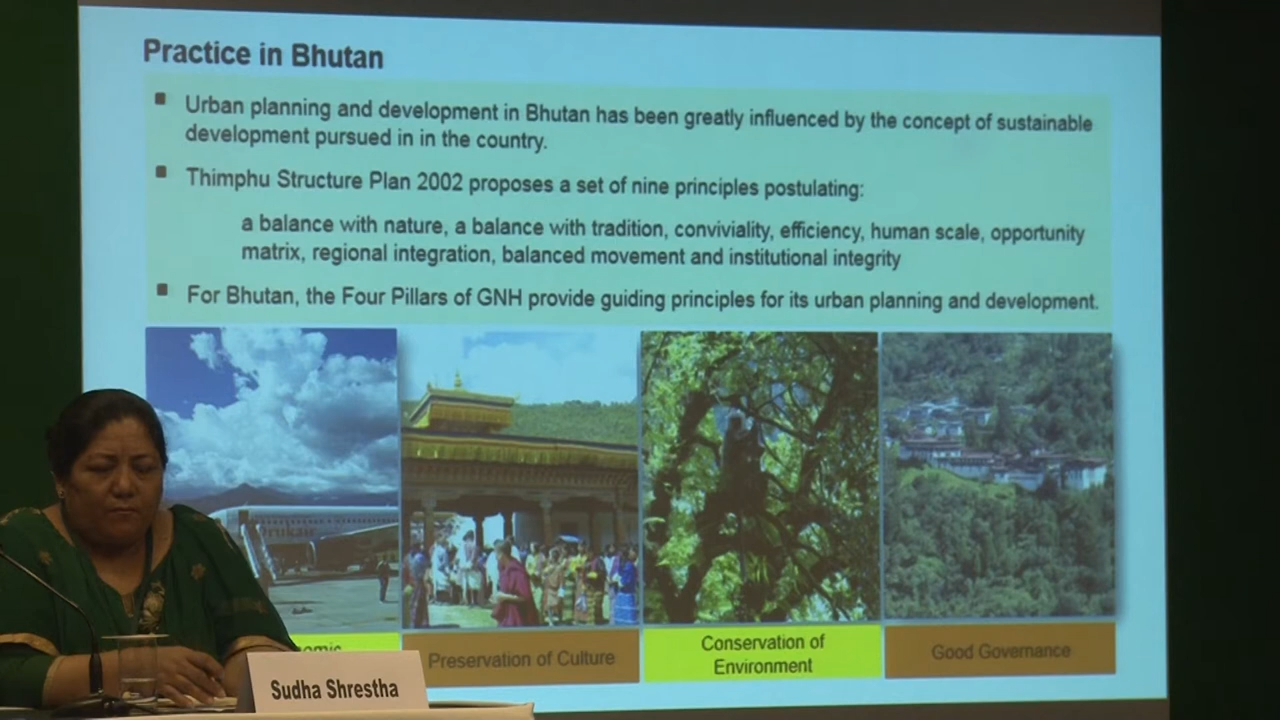 Practice in Bhutan
Urban planning and development in Bhutan has been greatly influenced by the concept of sustainable
development pursued in in the country.
Thimphu Structure Plan 2002 proposes a set of nine principles postulating:
a balance with nature, a balance with tradition, conviviality, efficiency, human scale, opportunity
matrix, regional integration, balanced movement and institutional integrity
For Bhutan, the Four Pillars of GNH provide guiding principles for its urban planning and development.
Preservation of Culture
Conservation of
Environment
Good Governance
Sudha Shrestha